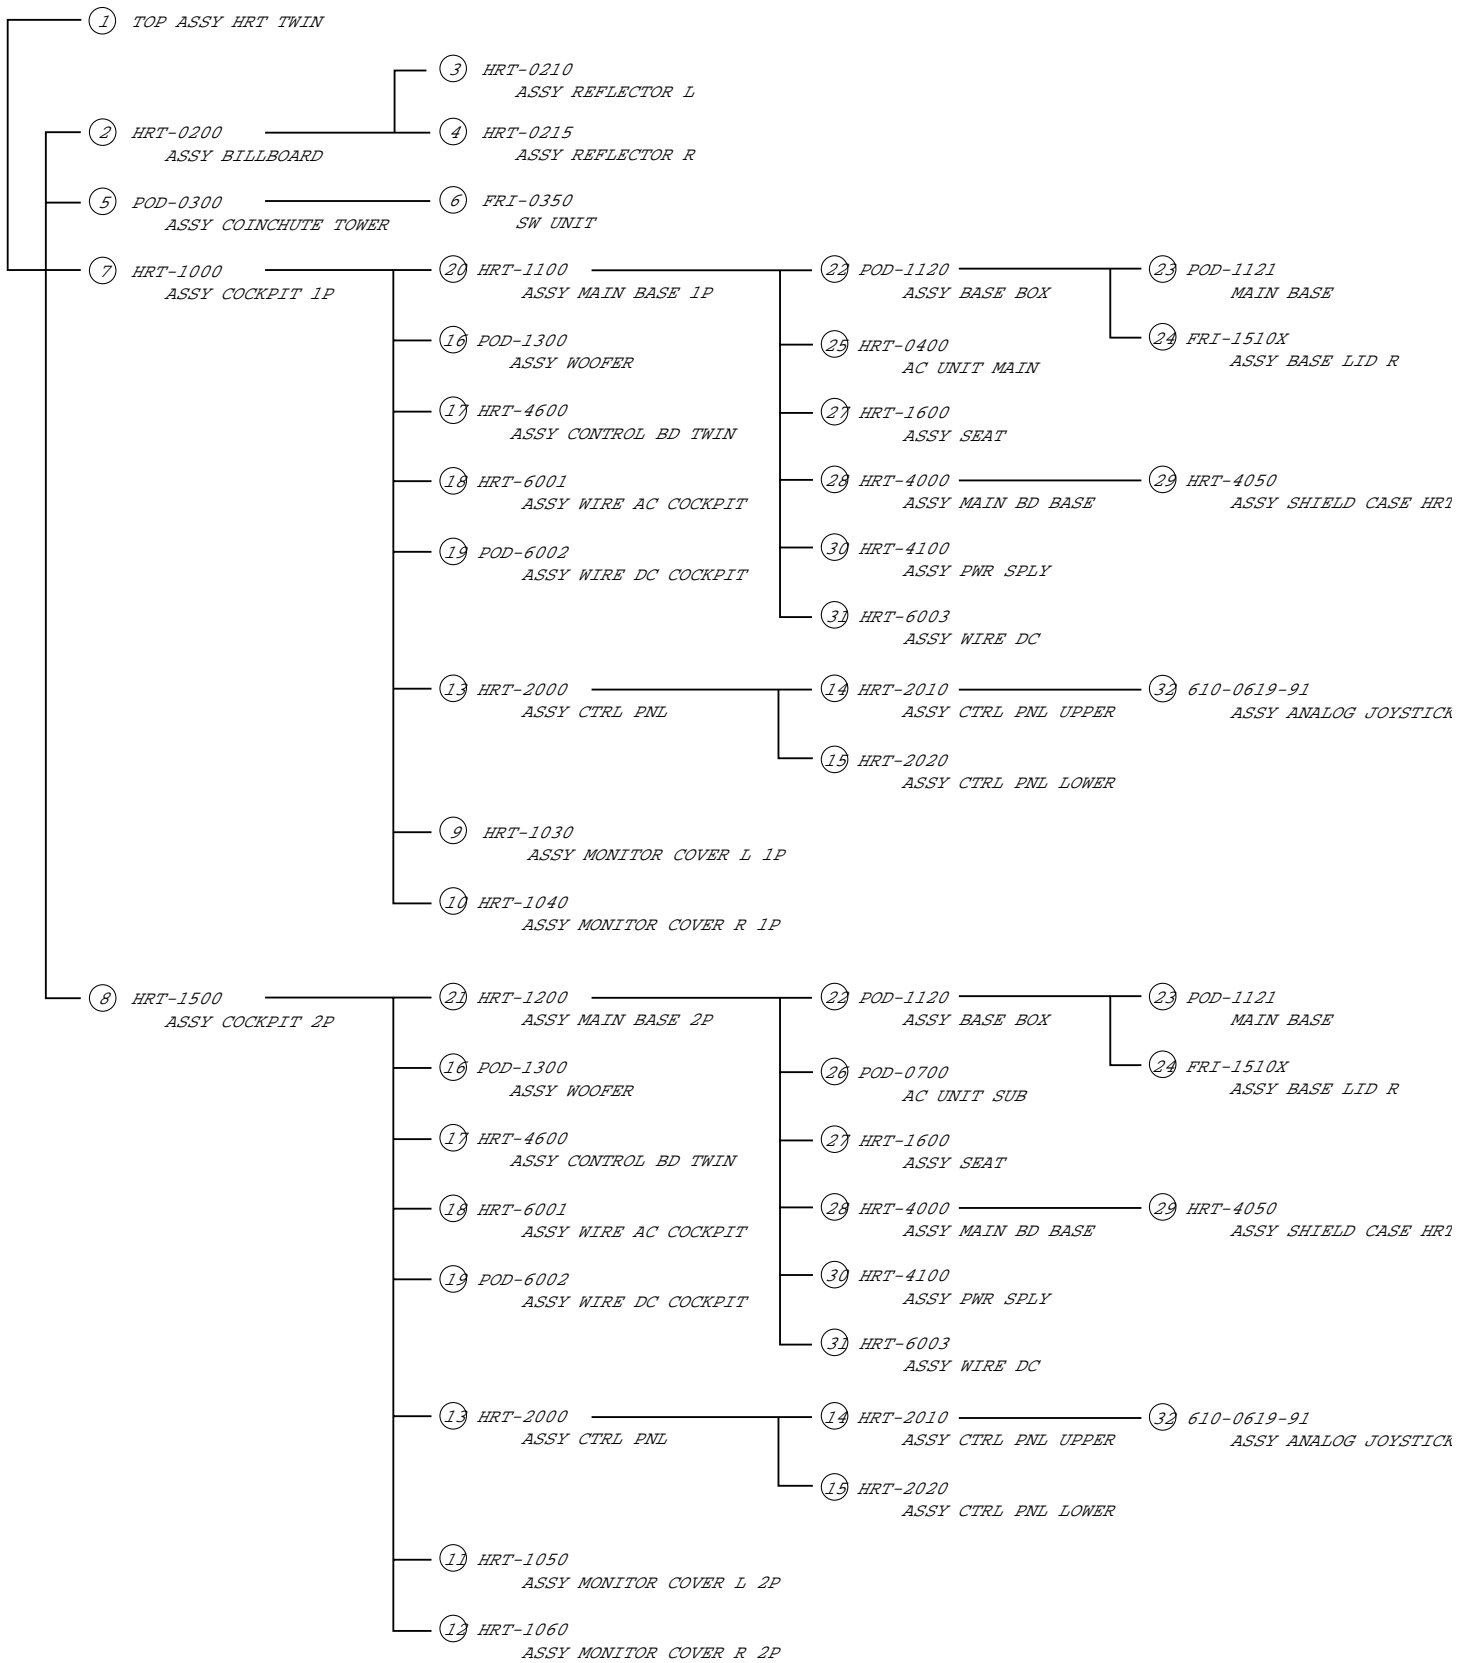 1 TOP ASSY HRT TWIN
3 HRT-0210
ASSY REFLECTOR L
2 HRT-0200
ASSY BILLBOARD
4 HRT-0215
ASSY REFLECTOR R
5 POD-0300
ASSY COINCHUTE TOWER
6 FRI-0350
SW UNIT
7 HRT-1000
ASSY COCKPIT 1P
20 HRT-1100
ASSY MAIN BASE 1P
22 POD-1120
ASSY BASE BOX
23 POD-1121
MAIN BASE
24 FRI-1510X
ASSY BASE LID R
16 POD-1300
ASSY WOOFER
25 HRT-0400
AC UNIT MAIN
17 HRT-4600
ASSY CONTROL BD TWIN
27 HRT-1600
ASSY SEAT
18 HRT-6001
ASSY WIRE AC COCKPIT
28 HRT-4000
ASSY MAIN BD BASE
29 HRT-4050
ASSY SHIELD CASE HRT
19 POD-6002
ASSY WIRE DC COCKPIT
30 HRT-4100
ASSY PWR SPLY
31 HRT-6003
ASSY WIRE DC
13 HRT-2000
ASSY CTRL PNL
14 HRT-2010
ASSY CTRL PNL UPPER
32 610-0619-91
ASSY ANALOG JOYSTICK
15 HRT-2020
ASSY CTRL PNL LOWER
9 HRT-1030
ASSY MONITOR COVER L 1P
10 HRT-1040
ASSY MONITOR COVER R 1P
8 HRT-1500
ASSY COCKPIT 2P
21 HRT-1200
ASSY MAIN BASE 2P
22 POD-1120
ASSY BASE BOX
23 POD-1121
MAIN BASE
24 FRI-1510X
ASSY BASE LID R
16 POD-1300
ASSY WOOFER
26 POD-0700
AC UNIT SUB
17 HRT-4600
ASSY CONTROL BD TWIN
27 HRT-1600
ASSY SEAT
18 HRT-6001
ASSY WIRE AC COCKPIT
28 HRT-4000
ASSY MAIN BD BASE
29 HRT-4050
ASSY SHIELD CASE HRT
19 POD-6002
ASSY WIRE DC COCKPIT
30 HRT-4100
ASSY PWR SPLY
31 HRT-6003
ASSY WIRE DC
13 HRT-2000
ASSY CTRL PNL
14 HRT-2010
ASSY CTRL PNL UPPER
32 610-0619-91
ASSY ANALOG JOYSTICK
15 HRT-2020
ASSY CTRL PNL LOWER
11 HRT-1050
ASSY MONITOR COVER L 2P
12 HRT-1060
ASSY MONITOR COVER R 2P